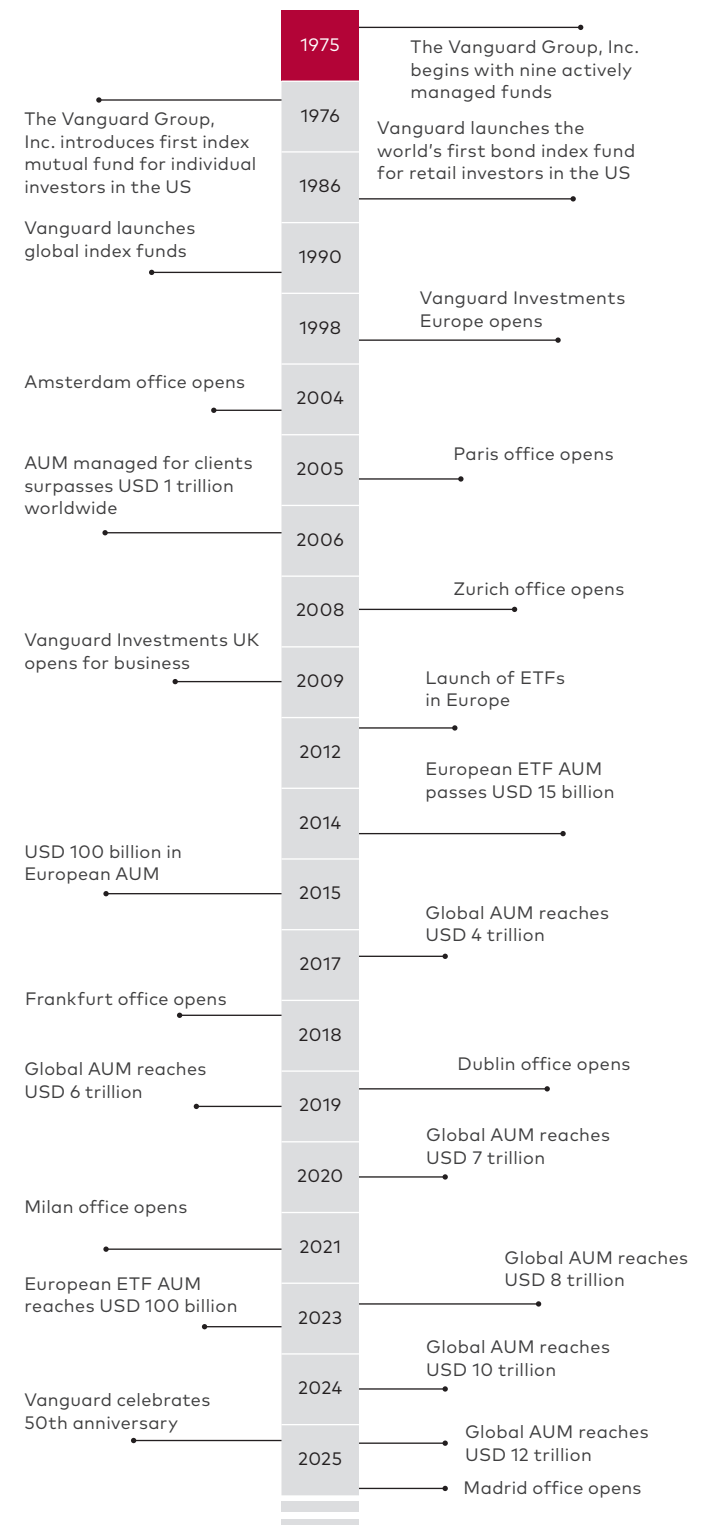 1975
The Vanguard Group, Inc.
begins with nine actively
managed funds
The Vanguard Group,
Inc. introduces first index
mutual fund for individual
investors in the US
1976
Vanguard launches the
world’s first bond index fund
for retail investors in the US
1986
Vanguard launches
global index funds
1990
Vanguard Investments
Europe opens
1998
Amsterdam office opens
2004
Paris office opens
2005
AUM managed for clients
surpasses USD 1 trillion
worldwide
2006
Zurich office opens
2008
Vanguard Investments UK
opens for business
2009
Launch of ETFs
in Europe
2012
European ETF AUM
passes USD 15 billion
2014
USD 100 billion in
European AUM
2015
Global AUM reaches
USD 4 trillion
2017
Frankfurt office opens
2018
Global AUM reaches
USD 6 trillion
Dublin office opens
2019
Global AUM reaches
USD 7 trillion
2020
Milan office opens
2021
Global AUM reaches
USD 8 trillion
European ETF AUM
reaches USD 100 billion
2023
Global AUM reaches
USD 10 trillion
2024
Vanguard celebrates
50th anniversary
Global AUM reaches
USD 12 trillion
2025
Madrid office opens